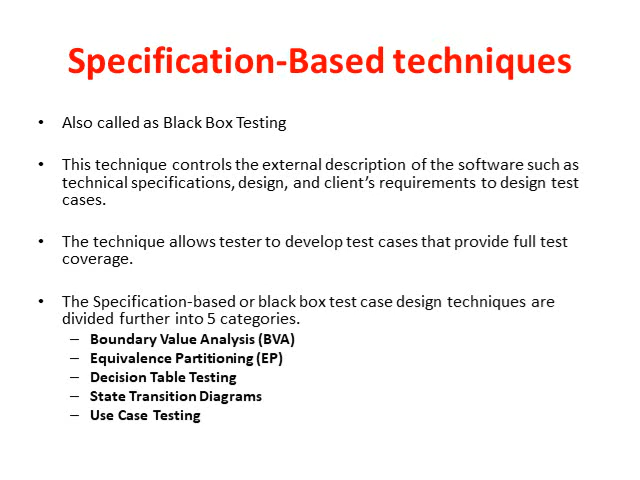 Specification-Based techniques
• Also called as Black Box Testing
• This technique controls the external description of the software such as
technical specifications, design, and client’s requirements to design test
cases.
• The technique allows tester to develop test cases that provide full test
coverage.
• The Specification-based or black box test case design techniques are
divided further into 5 categories.
– Boundary Value Analysis (BVA)
– Equivalence Partitioning (EP)
– Decision Table Testing
– State Transition Diagrams
– Use Case Testing